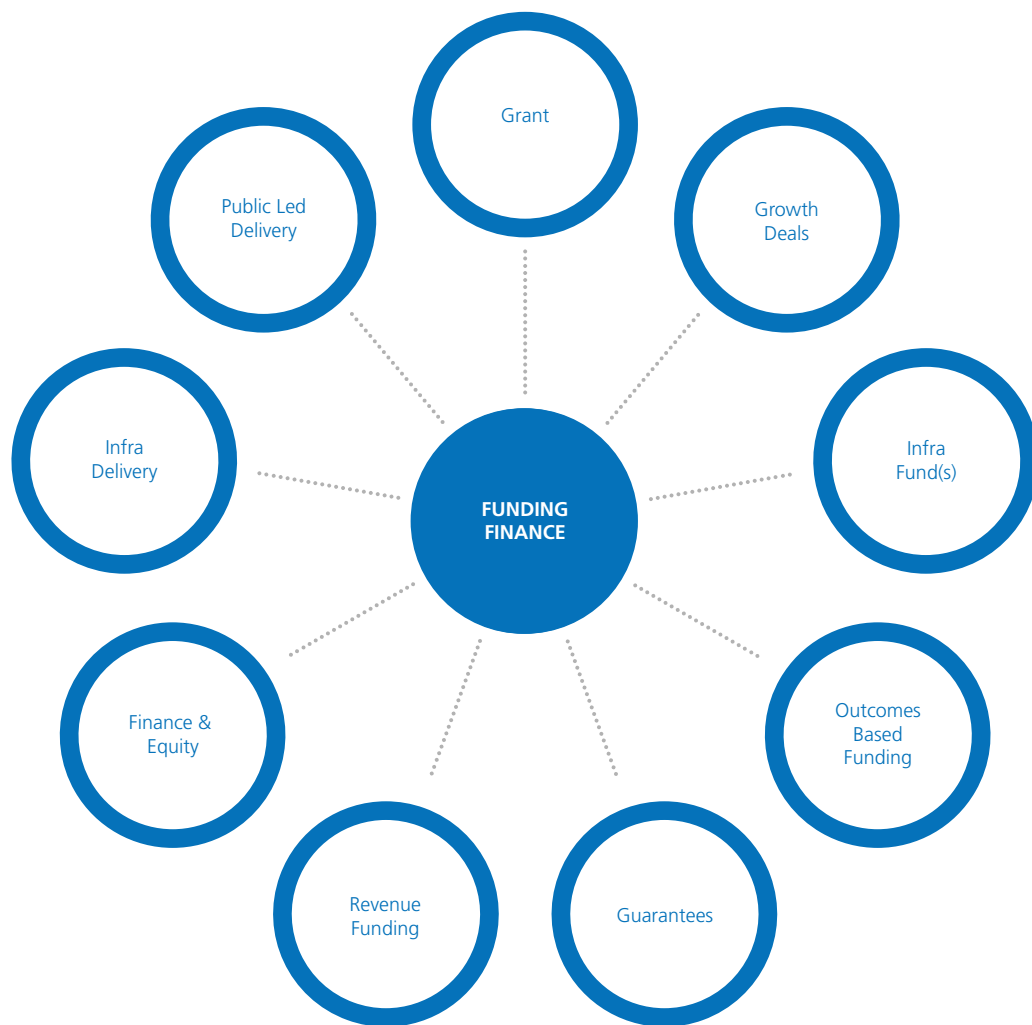 Grant
Growth
Deals
Infra
Fund(s)
Outcomes
Based
Funding
Guarantees
Revenue
Funding
Finance &
Equity
Infra
Delivery
Public Led
Delivery
FUNDING
FINANCE